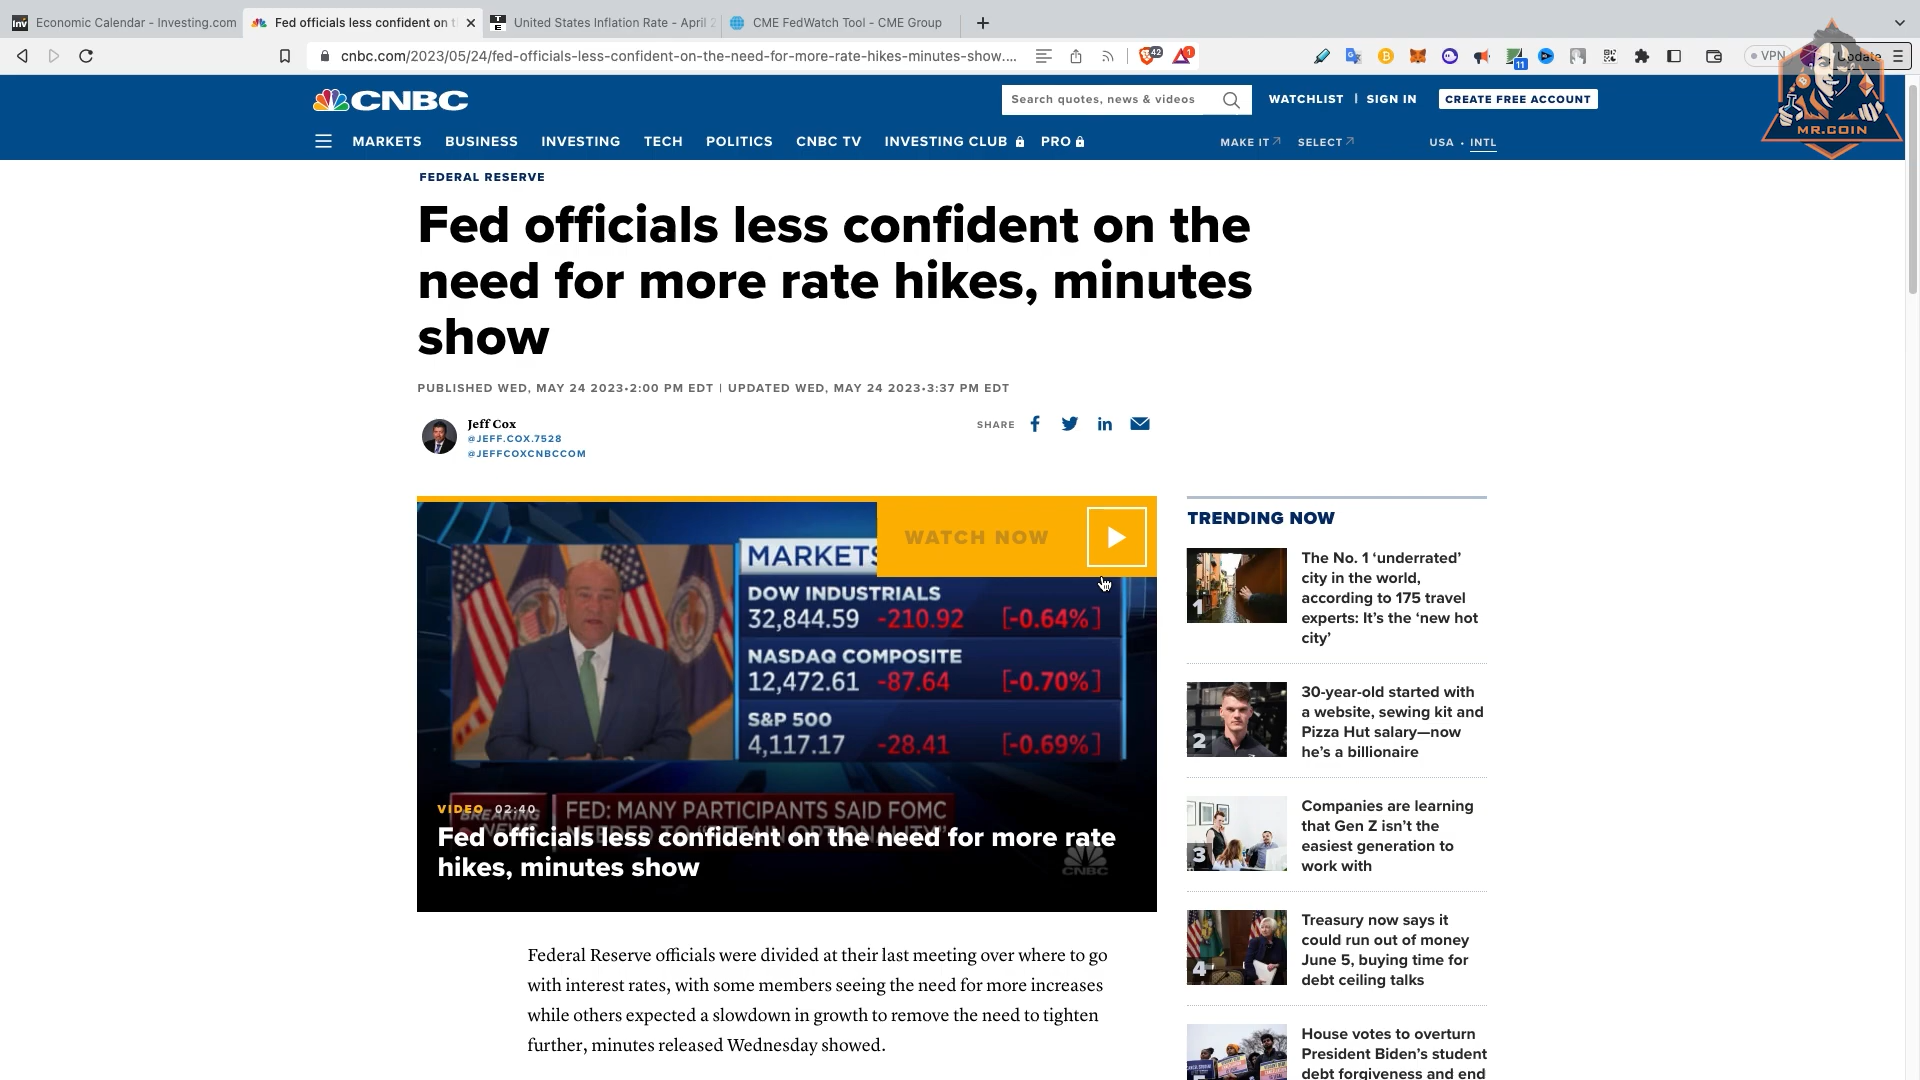 Economic Calendar - Investing.com
Fed officials less confident on t
United States Inflation Rate - April 2
CME FedWatch Tool - CME Group
cnbc.com/2023/05/24/fed-officials-less-confident-on-the-need-for-more-rate-hikes-minutes-show....
42
1
11
VPN
Update
MR.COIN
CNBC
Search quotes, news & videos
WATCHLIST | SIGN IN
CREATE FREE ACCOUNT
MARKETS BUSINESS INVESTING TECH POLITICS CNBC TV INVESTING CLUB PRO
MAKE IT SELECT USA • INTL
FEDERAL RESERVE
Fed officials less confident on the
need for more rate hikes, minutes
show
PUBLISHED WED, MAY 24 2023•2:00 PM EDT | UPDATED WED, MAY 24 2023•3:37 PM EDT
Jeff Cox
@JEFF.COX.7528
@JEFFCOXCNBCCOM
SHARE
WATCH NOW
MARKETS
DOW INDUSTRIALS
32,844.59 -210.92 [-0.64%]
NASDAQ COMPOSITE
12,472.61 -87.64 [-0.70%]
S&P 500
4,117.17 -28.41 [-0.69%]
BREAKING NEWS
FED: MANY PARTICIPANTS SAID FOMC
VIDEO 02:40
Fed officials less confident on the need for more rate
hikes, minutes show
CNBC
Federal Reserve officials were divided at their last meeting over where to go
with interest rates, with some members seeing the need for more increases
while others expected a slowdown in growth to remove the need to tighten
further, minutes released Wednesday showed.
TRENDING NOW
1
The No. 1 ‘underrated’
city in the world,
according to 175 travel
experts: It’s the ‘new hot
city’
2
30-year-old started with
a website, sewing kit and
Pizza Hut salary—now
he’s a billionaire
3
Companies are learning
that Gen Z isn’t the
easiest generation to
work with
4
Treasury now says it
could run out of money
June 5, buying time for
debt ceiling talks
House votes to overturn
President Biden’s student
debt forgiveness and end